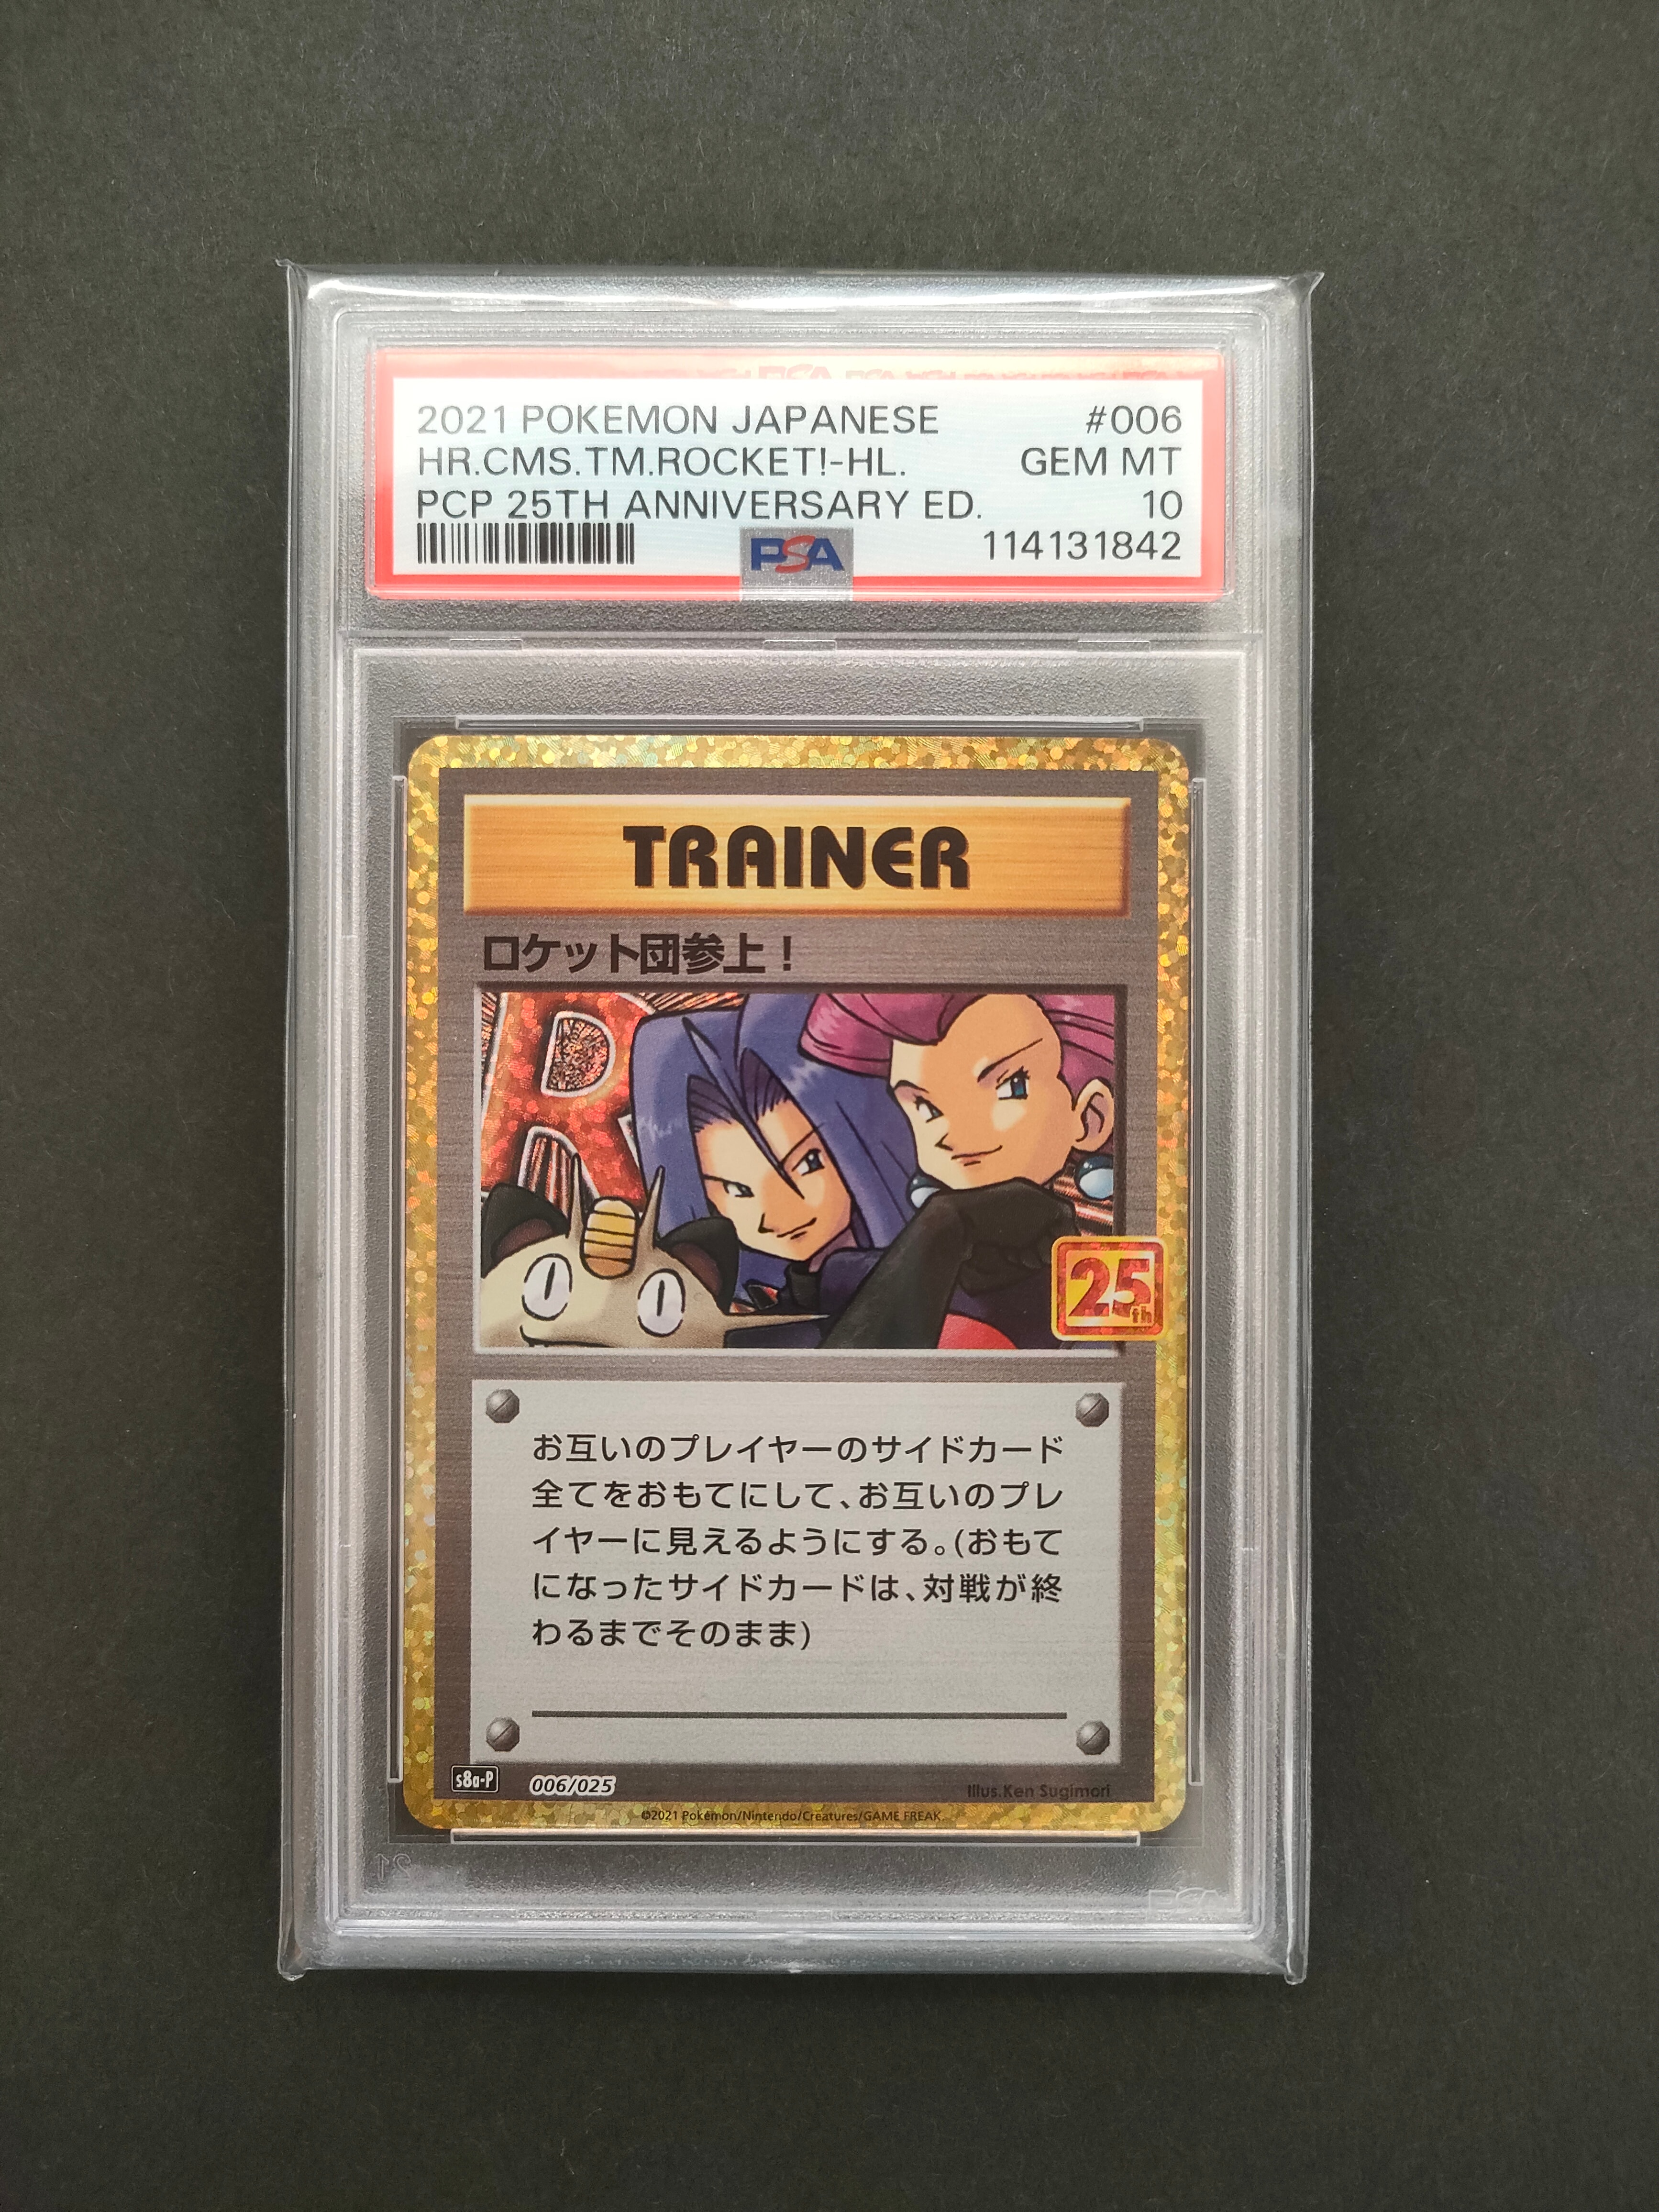 2021 POKEMON JAPANESE #006
HR.CMS.TM.ROCKET!-HL. GEM MT
PCP 25TH ANNIVERSARY ED. 10
PSA 114131842
TRAINER
ロケット団参上!
R
25th
お互いのプレイヤーのサイドカード
全てをおもてにして、お互いのプレ
イヤーに見えるようにする。(おもて
になったサイドカードは、対戦が終
わるまでそのまま)
s8a-P 006/025 Illus.Ken Sugimori
©2021 Pokémon/Nintendo/Creatures/GAME FREAK.